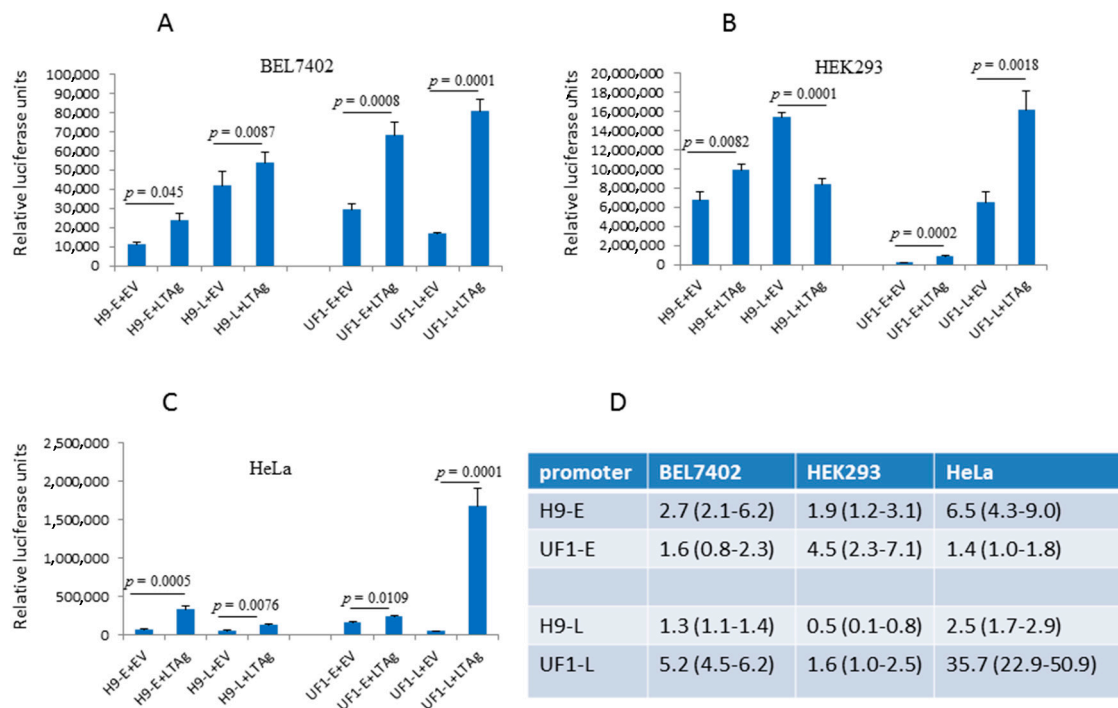 A
BEL7402
Relative luciferase units
100,000
90,000
80,000
70,000
60,000
50,000
40,000
30,000
20,000
10,000
0
p = 0.045
p = 0.0087
p = 0.0008
p = 0.0001
H9-E+EV
H9-E+LTAg
H9-L+EV
H9-L+LTAg
UF1-E+EV
UF1-E+LTAg
UF1-L+EV
UF1-L+LTAg
B
HEK293
Relative luciferase units
20,000,000
18,000,000
16,000,000
14,000,000
12,000,000
10,000,000
8,000,000
6,000,000
4,000,000
2,000,000
0
p = 0.0082
p = 0.0001
p = 0.0002
p = 0.0018
H9-E+EV
H9-E+LTAg
H9-L+EV
H9-L+LTAg
UF1-E+EV
UF1-E+LTAg
UF1-L+EV
UF1-L+LTAg
C
HeLa
Relative luciferase units
2,500,000
2,000,000
1,500,000
1,000,000
500,000
0
p = 0.0005
p = 0.0076
p = 0.0109
p = 0.0001
H9-E+EV
H9-E+LTAg
H9-L+EV
H9-L+LTAg
UF1-E+EV
UF1-E+LTAg
UF1-L+EV
UF1-L+LTAg
D
promoter BEL7402 HEK293 HeLa
H9-E 2.7 (2.1-6.2) 1.9 (1.2-3.1) 6.5 (4.3-9.0)
UF1-E 1.6 (0.8-2.3) 4.5 (2.3-7.1) 1.4 (1.0-1.8)
H9-L 1.3 (1.1-1.4) 0.5 (0.1-0.8) 2.5 (1.7-2.9)
UF1-L 5.2 (4.5-6.2) 1.6 (1.0-2.5) 35.7 (22.9-50.9)